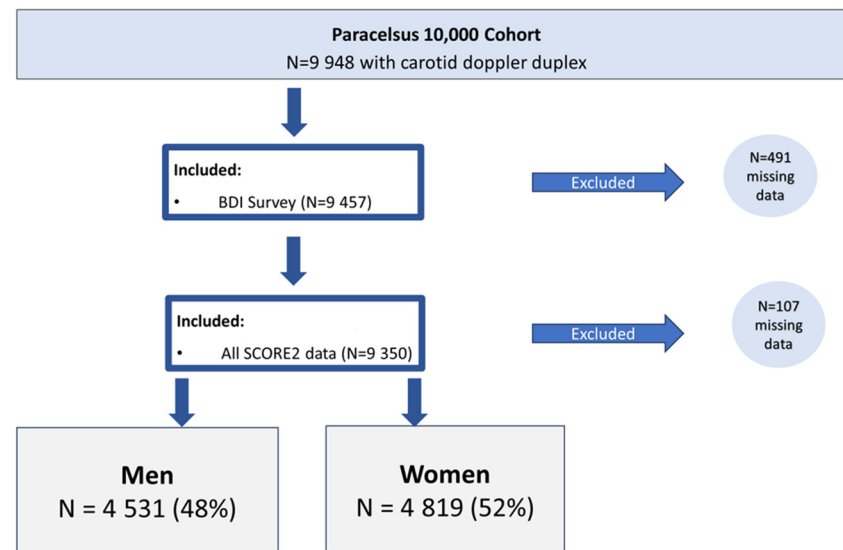 Paracelsus 10,000 Cohort
N=9 948 with carotid doppler duplex
Included:
• BDI Survey (N=9 457)
Excluded
N=491
missing
data
Included:
• All SCORE2 data (N=9 350)
Excluded
N=107
missing
data
Men
N = 4 531 (48%)
Women
N = 4 819 (52%)